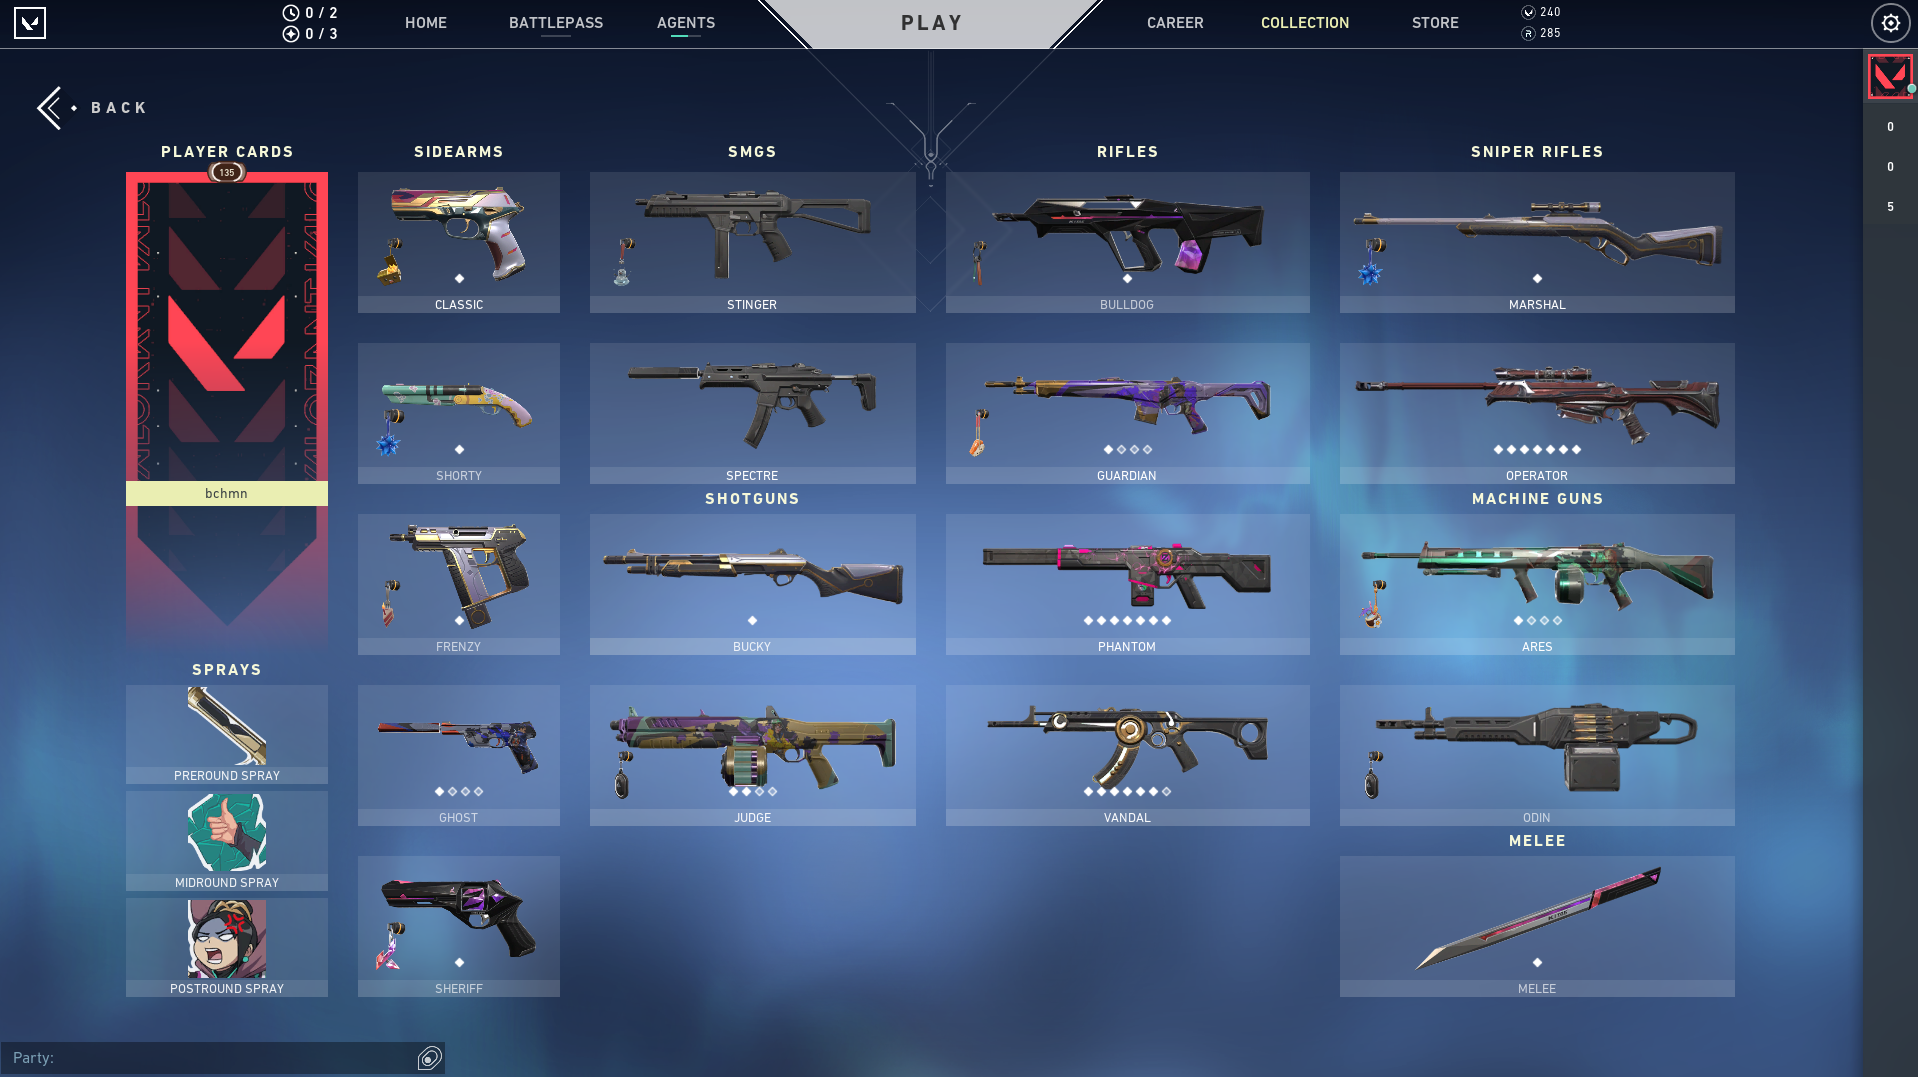 0 / 2
0 / 3
HOME
BATTLEPASS
AGENTS
PLAY
CAREER
COLLECTION
STORE
240
285
BACK
PLAYER CARDS
SIDEARMS
SMGS
RIFLES
SNIPER RIFLES
135
VALORANT
VALORANT
bchmn
0
0
5
CLASSIC
STINGER
BULLDOG
MARSHAL
SHORTY
SPECTRE
GUARDIAN
OPERATOR
SHOTGUNS
MACHINE GUNS
FRENZY
BUCKY
PHANTOM
ARES
SPRAYS
PREROUND SPRAY
GHOST
JUDGE
VANDAL
ODIN
MELEE
MIDROUND SPRAY
POSTROUND SPRAY
SHERIFF
MELEE
Party: